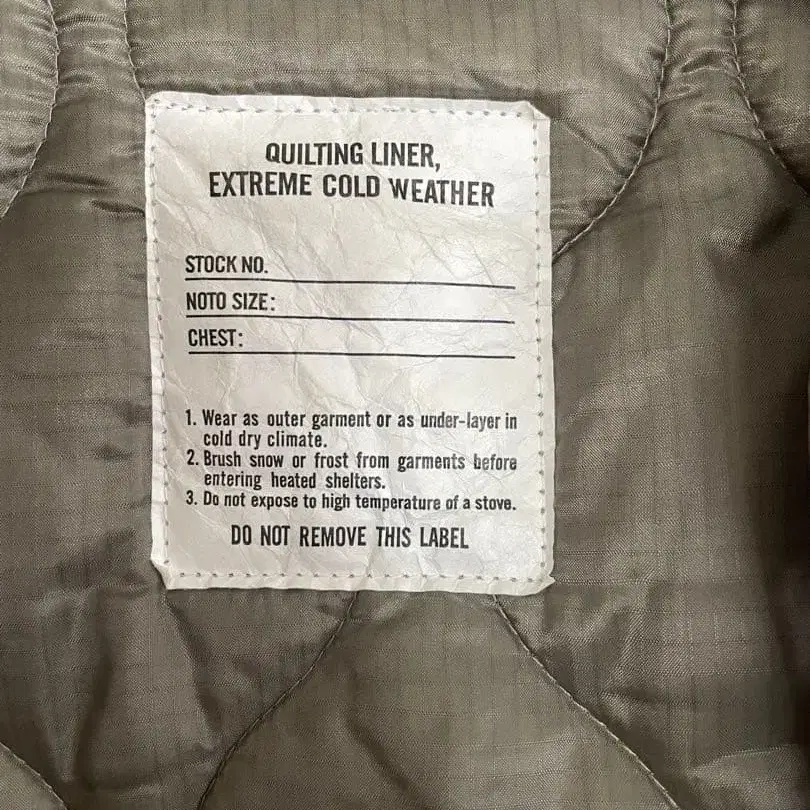 QUILTING LINER,
EXTREME COLD WEATHER
STOCK NO.
NOTO SIZE:
CHEST:
1. Wear as outer garment or as under-layer in
cold dry climate.
2. Brush snow or frost from garments before
entering heated shelters.
3. Do not expose to high temperature of a stove.
DO NOT REMOVE THIS LABEL